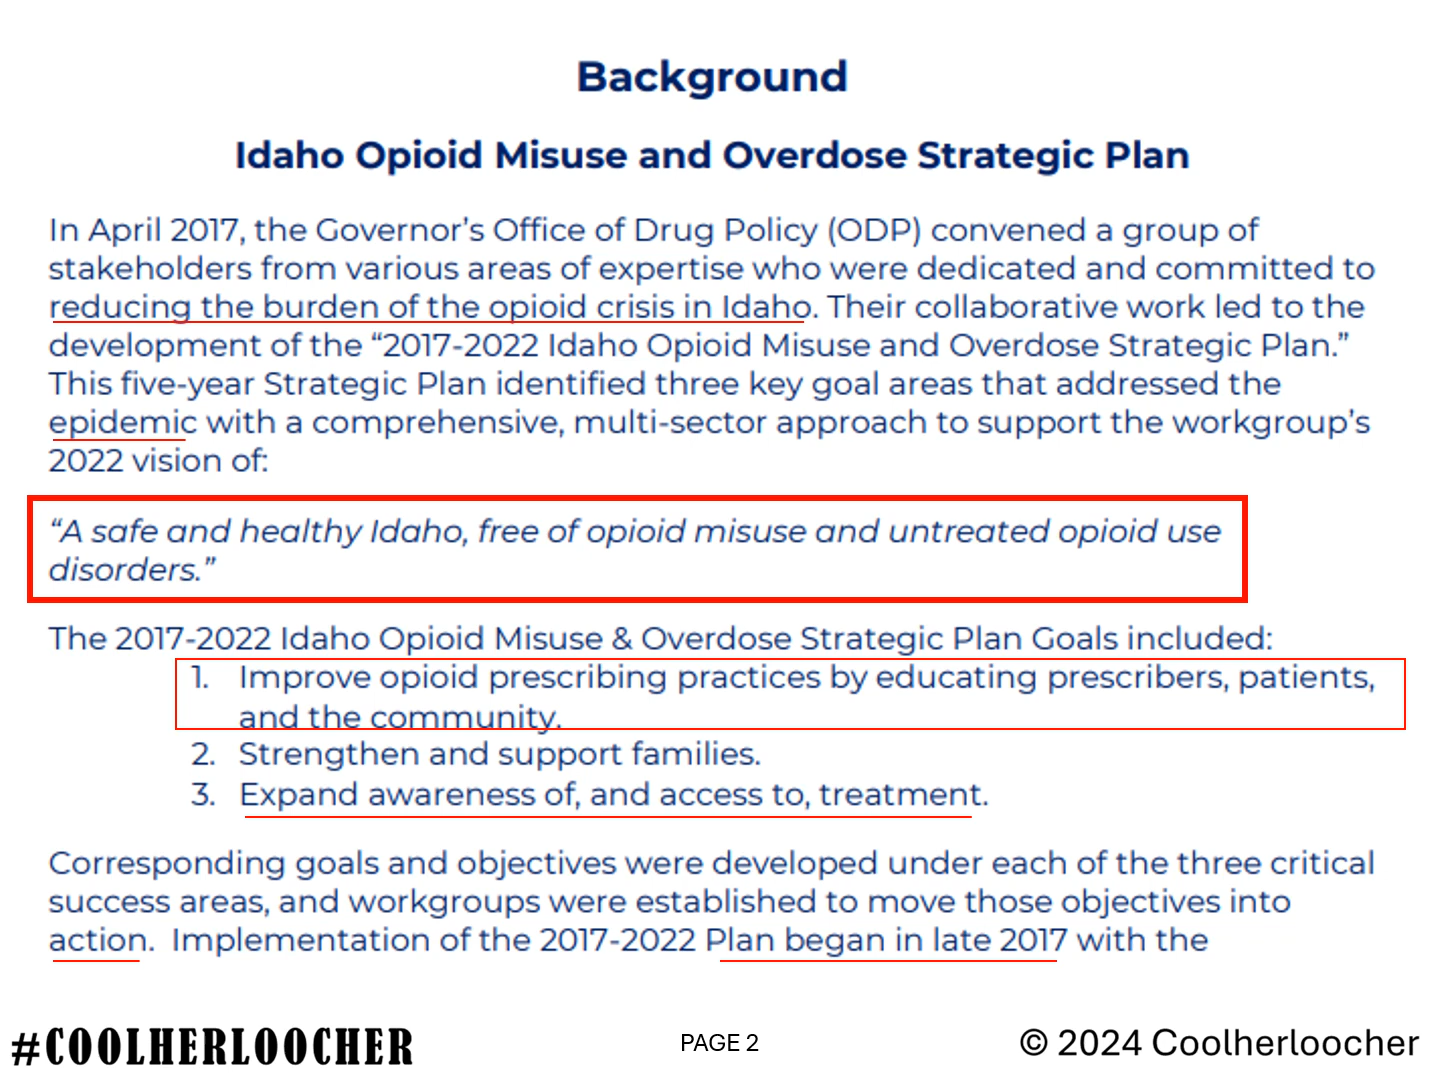 Background
Idaho Opioid Misuse and Overdose Strategic Plan
In April 2017, the Governor’s Office of Drug Policy (ODP) convened a group of
stakeholders from various areas of expertise who were dedicated and committed to
reducing the burden of the opioid crisis in Idaho. Their collaborative work led to the
development of the “2017-2022 Idaho Opioid Misuse and Overdose Strategic Plan.”
This five-year Strategic Plan identified three key goal areas that addressed the
epidemic with a comprehensive, multi-sector approach to support the workgroup’s
2022 vision of:
“A safe and healthy Idaho, free of opioid misuse and untreated opioid use
disorders.”
The 2017-2022 Idaho Opioid Misuse & Overdose Strategic Plan Goals included:
1. Improve opioid prescribing practices by educating prescribers, patients,
and the community.
2. Strengthen and support families.
3. Expand awareness of, and access to, treatment.
Corresponding goals and objectives were developed under each of the three critical
success areas, and workgroups were established to move those objectives into
action. Implementation of the 2017-2022 Plan began in late 2017 with the
#COOLHERLOOCHER
PAGE 2
© 2024 Coolherloocher